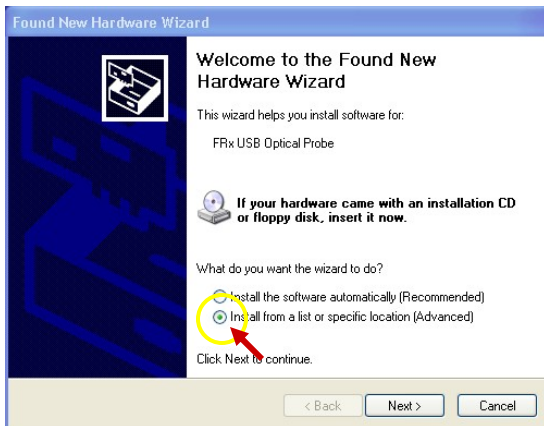 Found New Hardware Wizard
Welcome to the Found New
Hardware Wizard
This wizard helps you install software for:
FRx USB Optical Probe
If your hardware came with an installation CD
or floppy disk, insert it now.
What do you want the wizard to do?
Install the software automatically (Recommended)
Install from a list or specific location (Advanced)
Click Next to continue.
< Back
Next >
Cancel